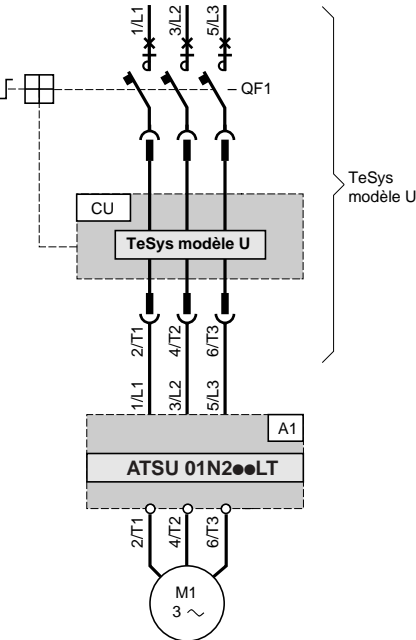 1/L1
3/L2
5/L3
QF1
TeSys
modèle U
CU
TeSys modèle U
2/T1
4/T2
6/T3
1/L1
3/L2
5/L3
A1
ATSU 01N2●●LT
2/T1
4/T2
6/T3
M1
3 ~